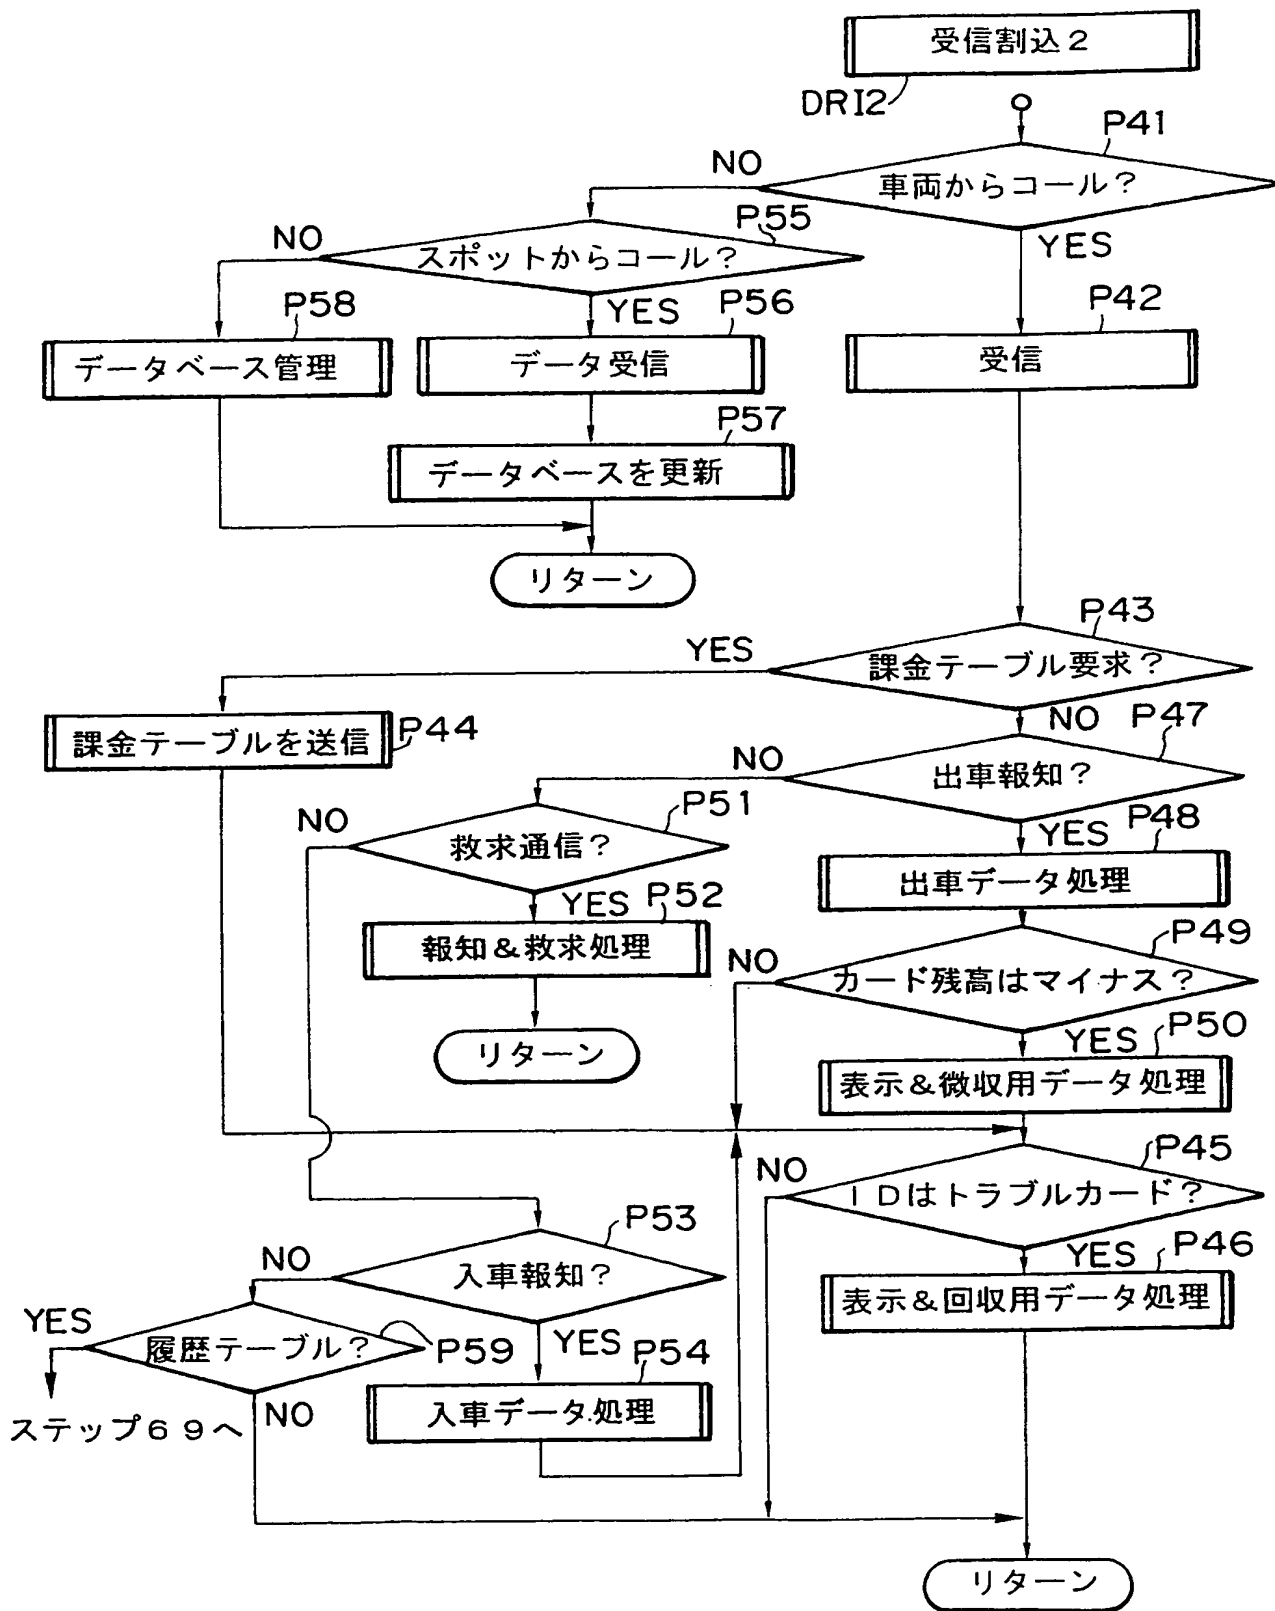 受信割込2
DRI2
P41
車両からコール?
NO
YES
P55
スポットからコール?
NO
YES
P58
データベース管理
P56
データ受信
P42
受信
P57
データベースを更新
リターン
P43
課金テーブル要求?
YES
NO
課金テーブルを送信
P44
P47
出車報知?
NO
YES
P51
救求通信?
NO
YES
P48
出車データ処理
P52
報知&救求処理
P49
カード残高はマイナス?
NO
YES
リターン
P50
表示&微収用データ処理
P45
IDはトラブルカード?
NO
YES
P53
入車報知?
NO
YES
P46
表示&回収用データ処理
YES
履歴テーブル?
P59
NO
P54
入車データ処理
ステップ69へ
リターン